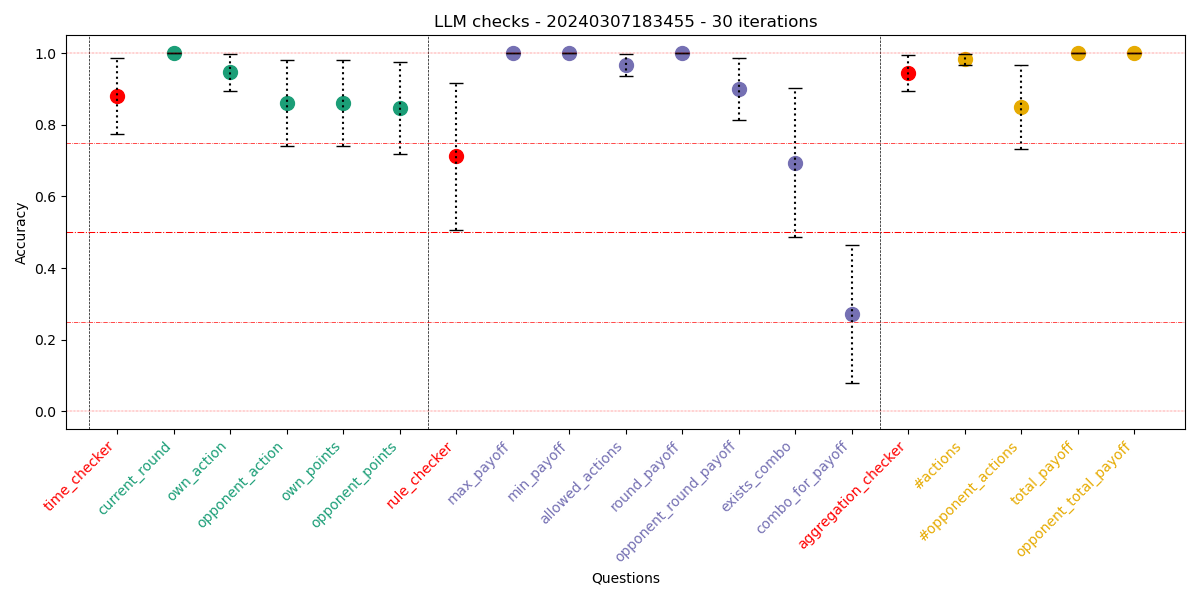 LLM checks - 20240307183455 - 30 iterations
Accuracy
1.0
0.8
0.6
0.4
0.2
0.0
time_checker
current_round
own_action
opponent_action
own_points
opponent_points
rule_checker
max_payoff
min_payoff
allowed_actions
round_payoff
opponent_round_payoff
exists_combo
combo_for_payoff
aggregation_checker
#actions
#opponent_actions
total_payoff
opponent_total_payoff
Questions